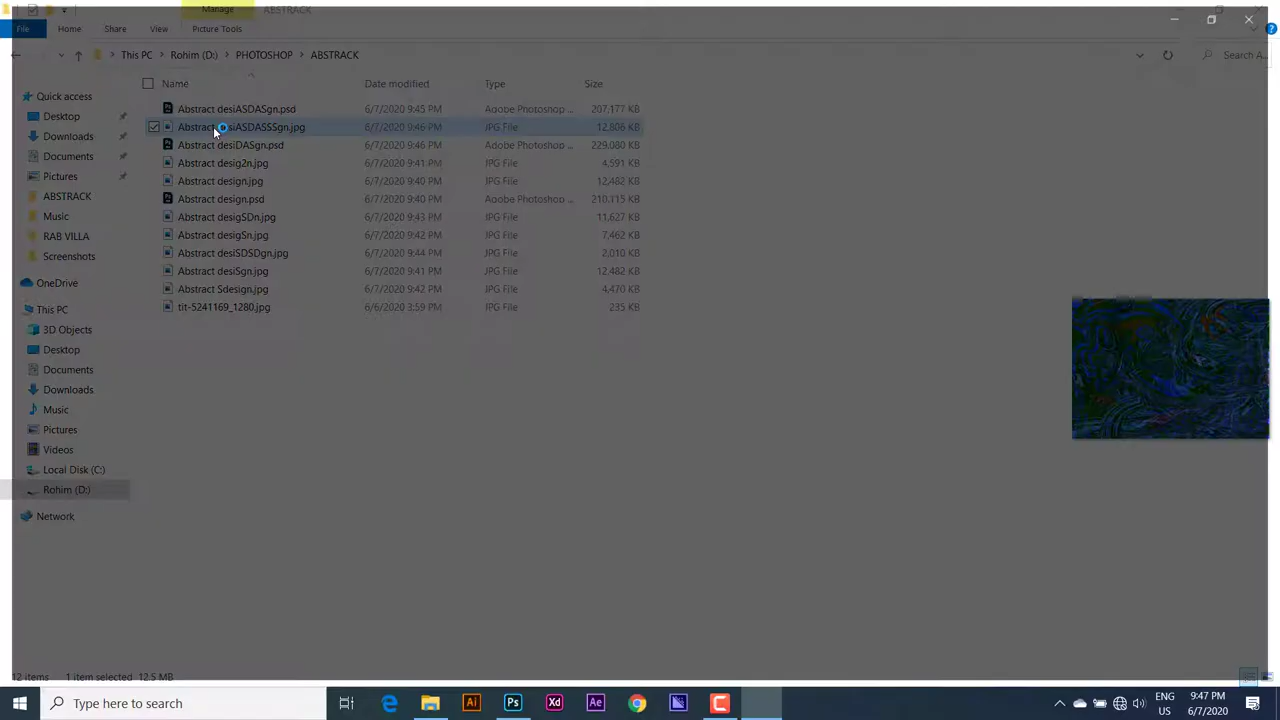 Manage
ABSTRACK
File
Home
Share
View
Picture Tools
This PC
Rohim (D:)
PHOTOSHOP
ABSTRACK
Search A...
Name
Date modified
Type
Size
Quick access
Desktop
Downloads
Documents
Pictures
ABSTRACK
Music
RAB VILLA
Screenshots
OneDrive
This PC
3D Objects
Desktop
Documents
Downloads
Music
Pictures
Videos
Local Disk (C:)
Rohim (D:)
Network
Abstract desiASDASgn.psd 6/7/2020 9:45 PM Adobe Photoshop ... 207,177 KB
Abstract desiASDASSSgn.jpg 6/7/2020 9:46 PM JPG File 12,806 KB
Abstract desiDASgn.psd 6/7/2020 9:46 PM Adobe Photoshop ... 229,080 KB
Abstract desig2n.jpg 6/7/2020 9:41 PM JPG File 4,591 KB
Abstract design.jpg 6/7/2020 9:40 PM JPG File 12,482 KB
Abstract design.psd 6/7/2020 9:40 PM Adobe Photoshop ... 210,115 KB
Abstract desigSDn.jpg 6/7/2020 9:43 PM JPG File 11,627 KB
Abstract desigSn.jpg 6/7/2020 9:42 PM JPG File 7,462 KB
Abstract desiSDSDgn.jpg 6/7/2020 9:44 PM JPG File 2,010 KB
Abstract desiSgn.jpg 6/7/2020 9:41 PM JPG File 12,482 KB
Abstract Sdesign.jpg 6/7/2020 9:42 PM JPG File 4,470 KB
tit-5241169_1280.jpg 6/6/2020 3:59 PM JPG File 235 KB
12 items
1 item selected 12.5 MB
Type here to search
Ai
Ps
Xd
Ae
ENG
US
9:47 PM
6/7/2020